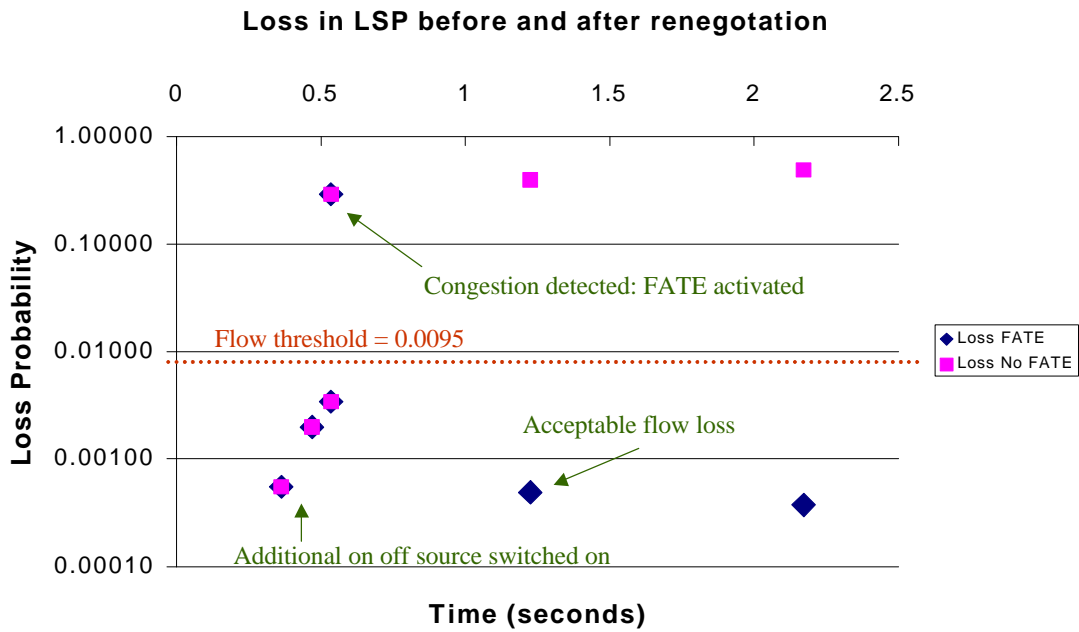 Loss in LSP before and after renegotation
0 0.5 1 1.5 2 2.5
1.00000
0.10000
0.01000
0.00100
0.00010
Loss Probability
Congestion detected: FATE activated
Flow threshold = 0.0095
Acceptable flow loss
Additional on off source switched on
Loss FATE
Loss No FATE
Time (seconds)